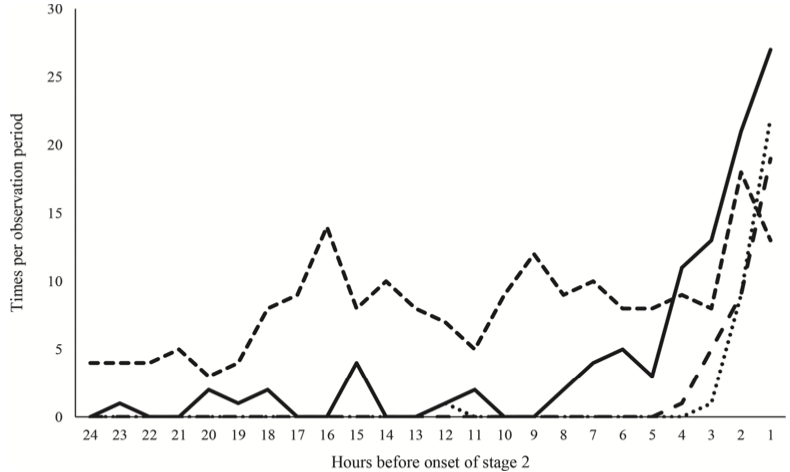 30
25
20
15
10
5
0
Times per observation period
24 23 22 21 20 19 18 17 16 15 14 13 12 11 10 9 8 7 6 5 4 3 2 1
Hours before onset of stage 2